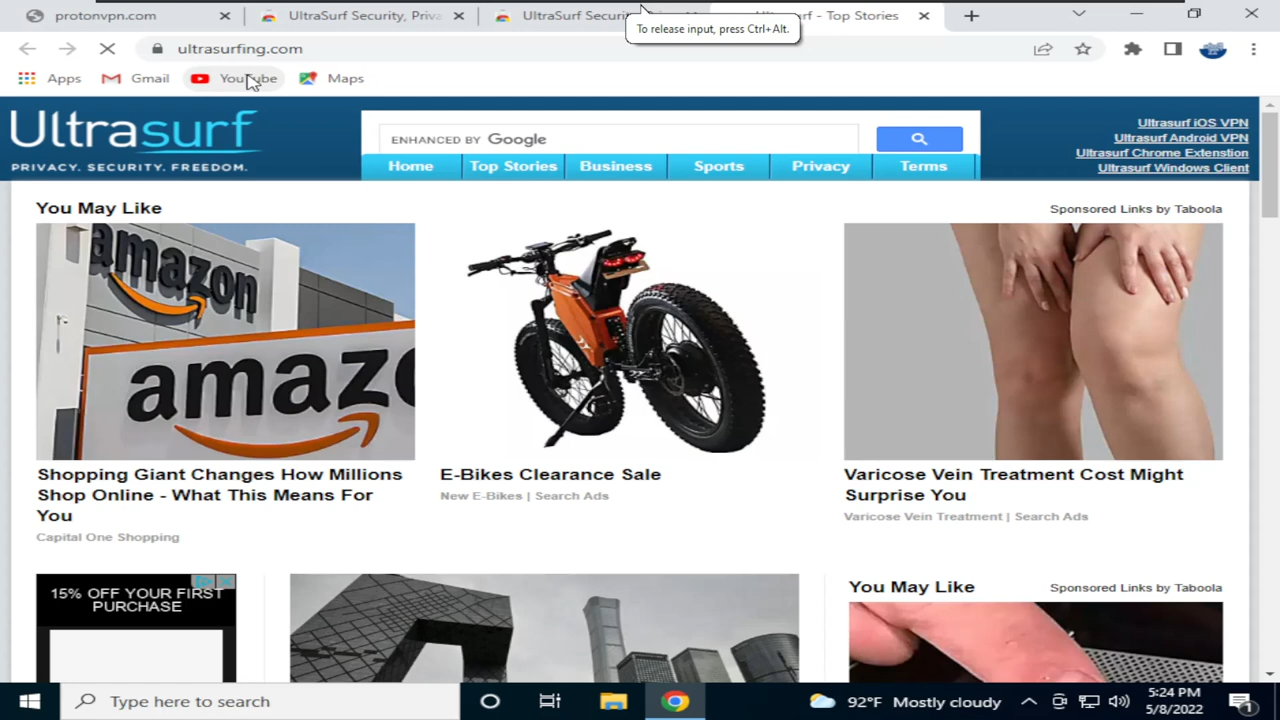 protonvpn.com
UltraSurf Security, Priva
UltraSurf Securi
surf - Top Stories
To release input, press Ctrl+Alt.
ultrasurfing.com
Apps
Gmail
YouTube
Maps
Ultrasurf
PRIVACY. SECURITY. FREEDOM.
ENHANCED BY Google
Home
Top Stories
Business
Sports
Privacy
Terms
Ultrasurf iOS VPN
Ultrasurf Android VPN
Ultrasurf Chrome Extenstion
Ultrasurf Windows Client
You May Like
Sponsored Links by Taboola
amazon
amaz
Shopping Giant Changes How Millions
Shop Online - What This Means For
You
Capital One Shopping
E-Bikes Clearance Sale
New E-Bikes | Search Ads
Varicose Vein Treatment Cost Might
Surprise You
Varicose Vein Treatment | Search Ads
15% OFF YOUR FIRST
PURCHASE
You May Like
Sponsored Links by Taboola
Type here to search
92°F Mostly cloudy
5:24 PM
5/8/2022
1